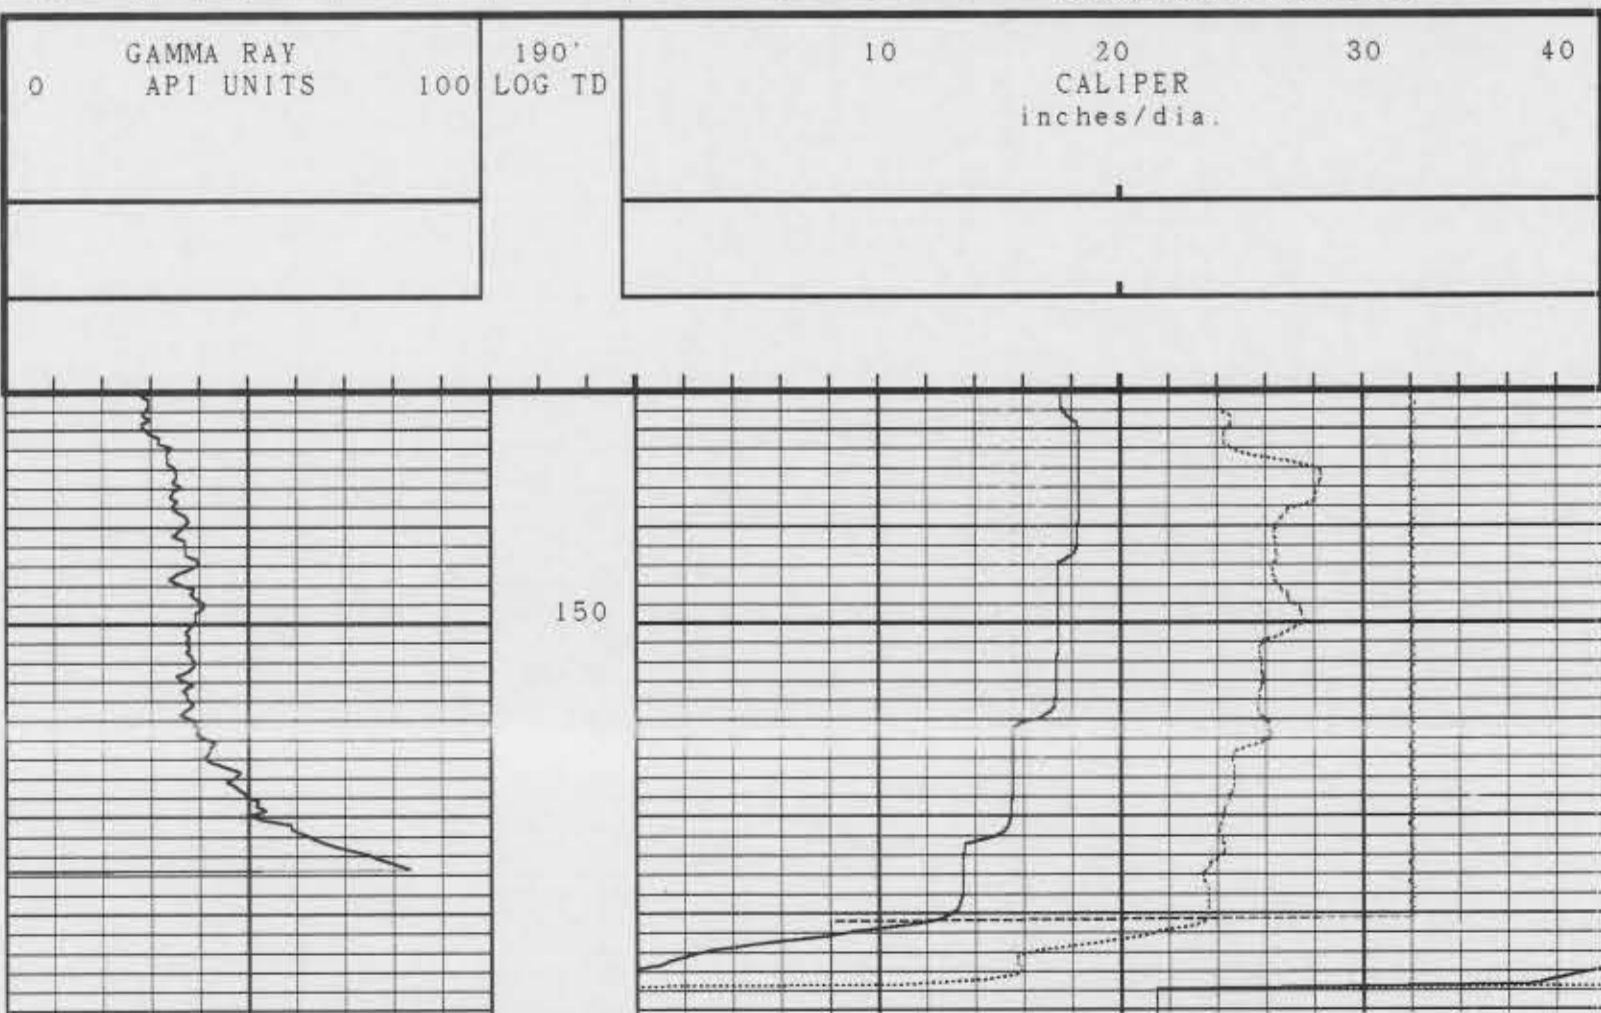 GAMMA RAY
0 API UNITS 100
190'
LOG TD
10 20 30 40
CALIPER
inches/dia.
150